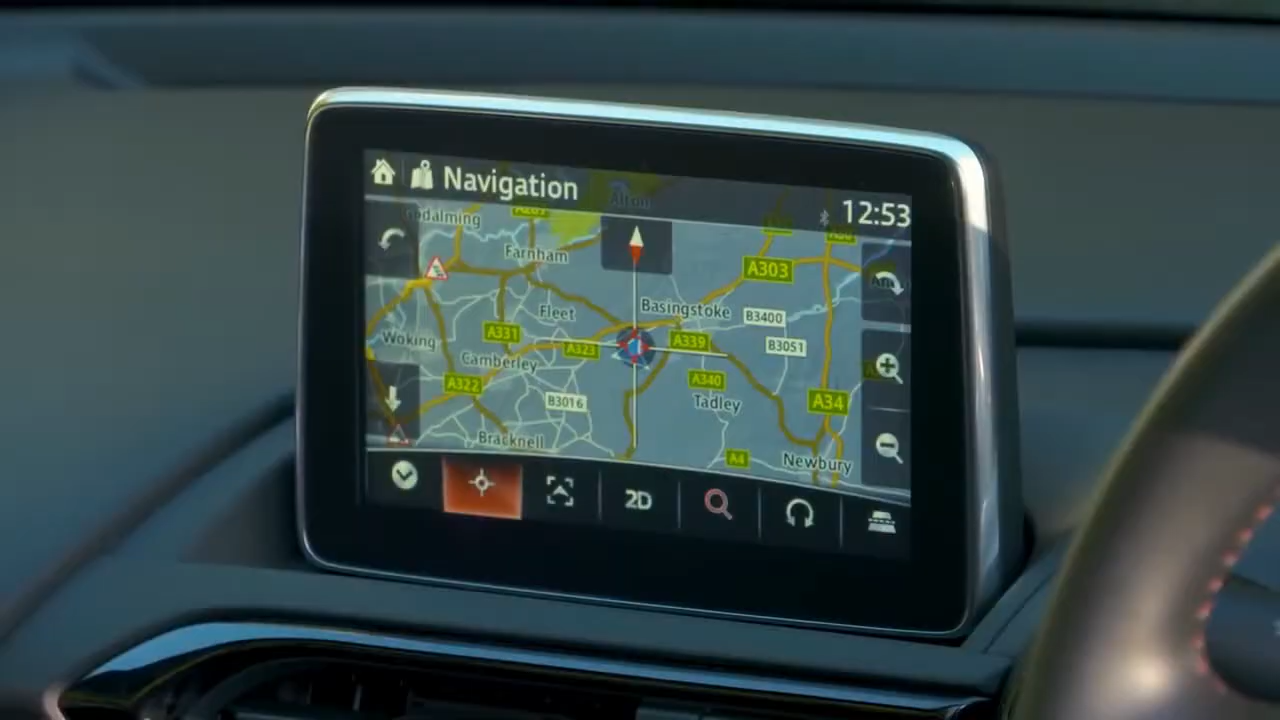 Navigation
Alton
12:53
Godalming
Farnham
A303
Fleet
Basingstoke
B3400
A331
A339
B3051
Woking
A323
Camberley
A322
A340
B3016
Tadley
A34
Bracknell
A4
Newbury
2D